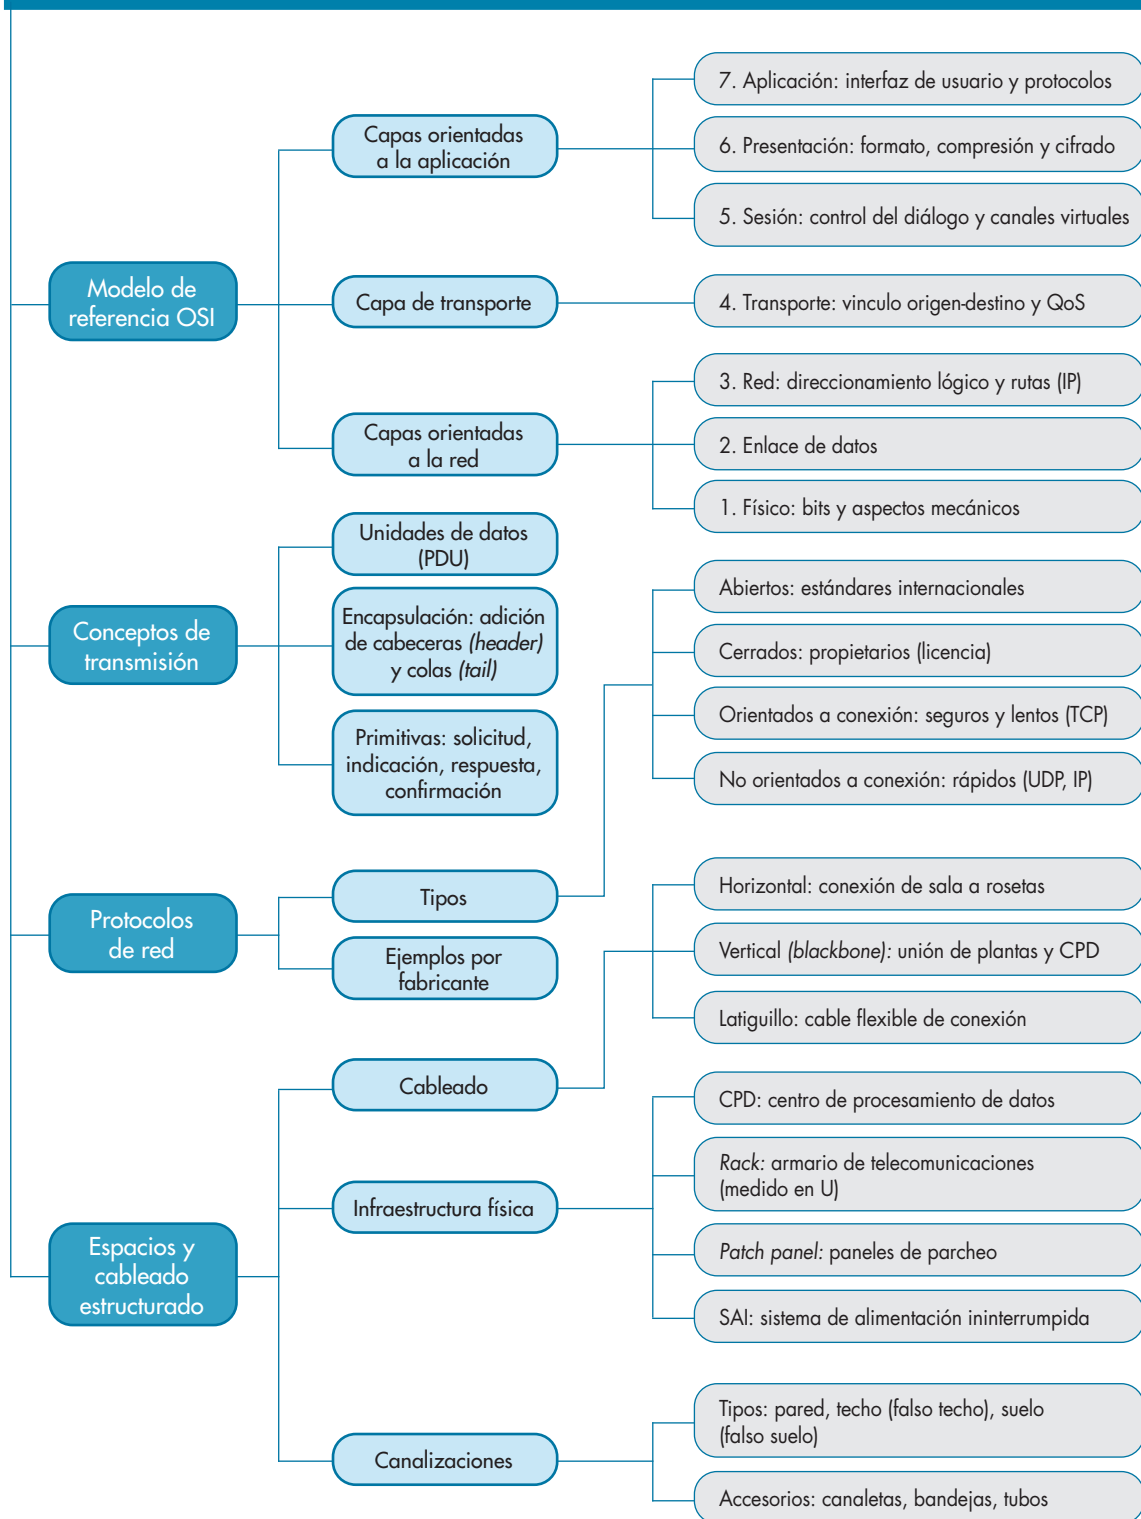 Modelo de
referencia OSI
Capas orientadas
a la aplicación
7. Aplicación: interfaz de usuario y protocolos
6. Presentación: formato, compresión y cifrado
5. Sesión: control del diálogo y canales virtuales
Capa de transporte
4. Transporte: vinculo origen-destino y QoS
Capas orientadas
a la red
3. Red: direccionamiento lógico y rutas (IP)
2. Enlace de datos
1. Físico: bits y aspectos mecánicos
Conceptos de
transmisión
Unidades de datos
(PDU)
Encapsulación: adición
de cabeceras (header)
y colas (tail)
Primitivas: solicitud,
indicación, respuesta,
confirmación
Protocolos
de red
Tipos
Abiertos: estándares internacionales
Cerrados: propietarios (licencia)
Orientados a conexión: seguros y lentos (TCP)
No orientados a conexión: rápidos (UDP, IP)
Ejemplos por
fabricante
Espacios y
cableado
estructurado
Cableado
Horizontal: conexión de sala a rosetas
Vertical (blackbone): unión de plantas y CPD
Latiguillo: cable flexible de conexión
Infraestructura física
CPD: centro de procesamiento de datos
Rack: armario de telecomunicaciones
(medido en U)
Patch panel: paneles de parcheo
SAI: sistema de alimentación ininterrumpida
Canalizaciones
Tipos: pared, techo (falso techo), suelo
(falso suelo)
Accesorios: canaletas, bandejas, tubos